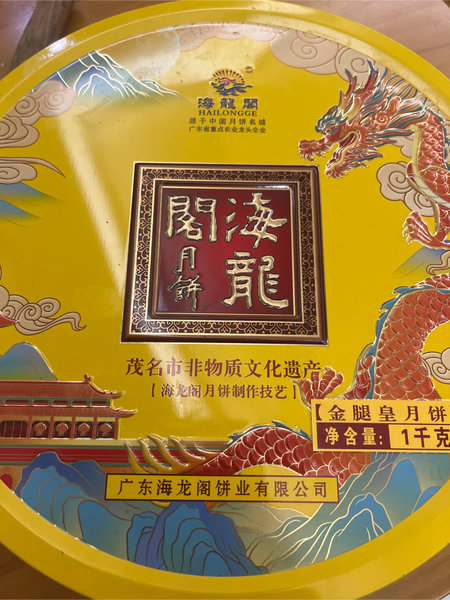 海龍閣
HAILONGGE
源于中国月饼名城
广东省重点农业龙头企业
海龍
閣月餅
茂名市非物质文化遗产
[海龙阁月饼制作技艺]
【金腿皇月饼
净含量：1千克
广东海龙阁饼业有限公司